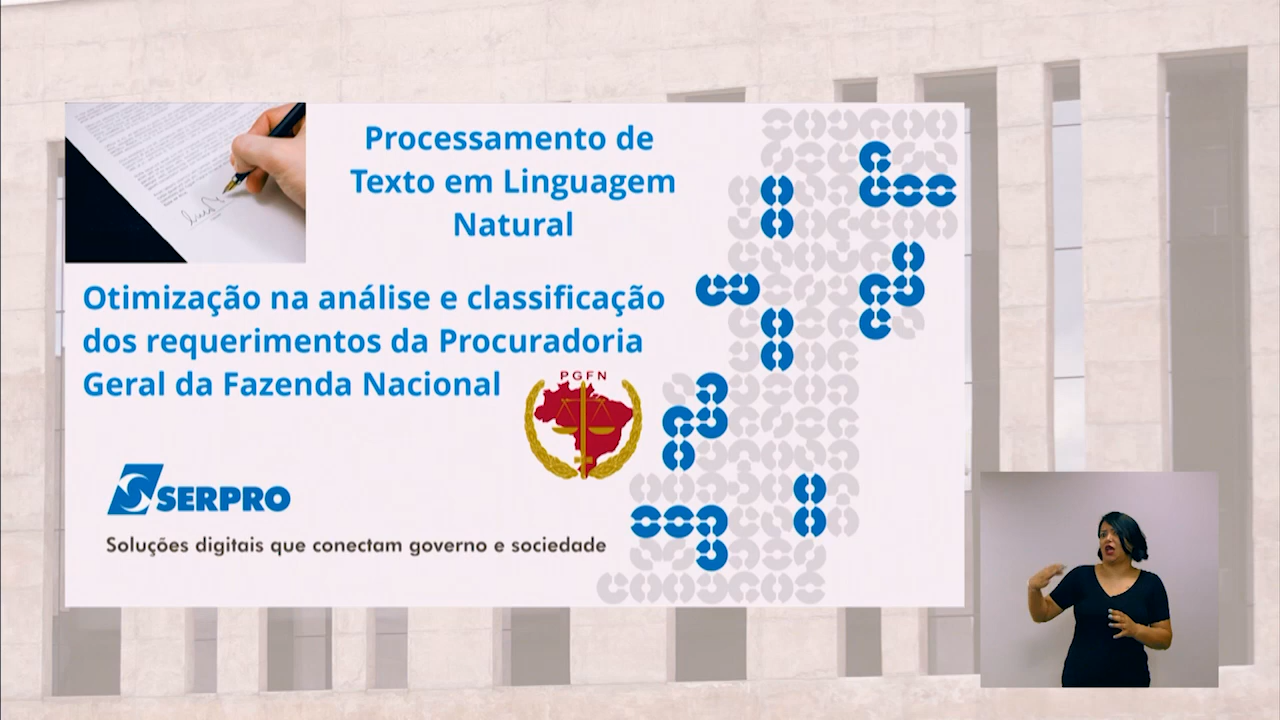 Processamento de
Texto em Linguagem
Natural
Otimização na análise e classificação
dos requerimentos da Procuradoria
Geral da Fazenda Nacional
PGFN
SERPRO
Soluções digitais que conectam governo e sociedade